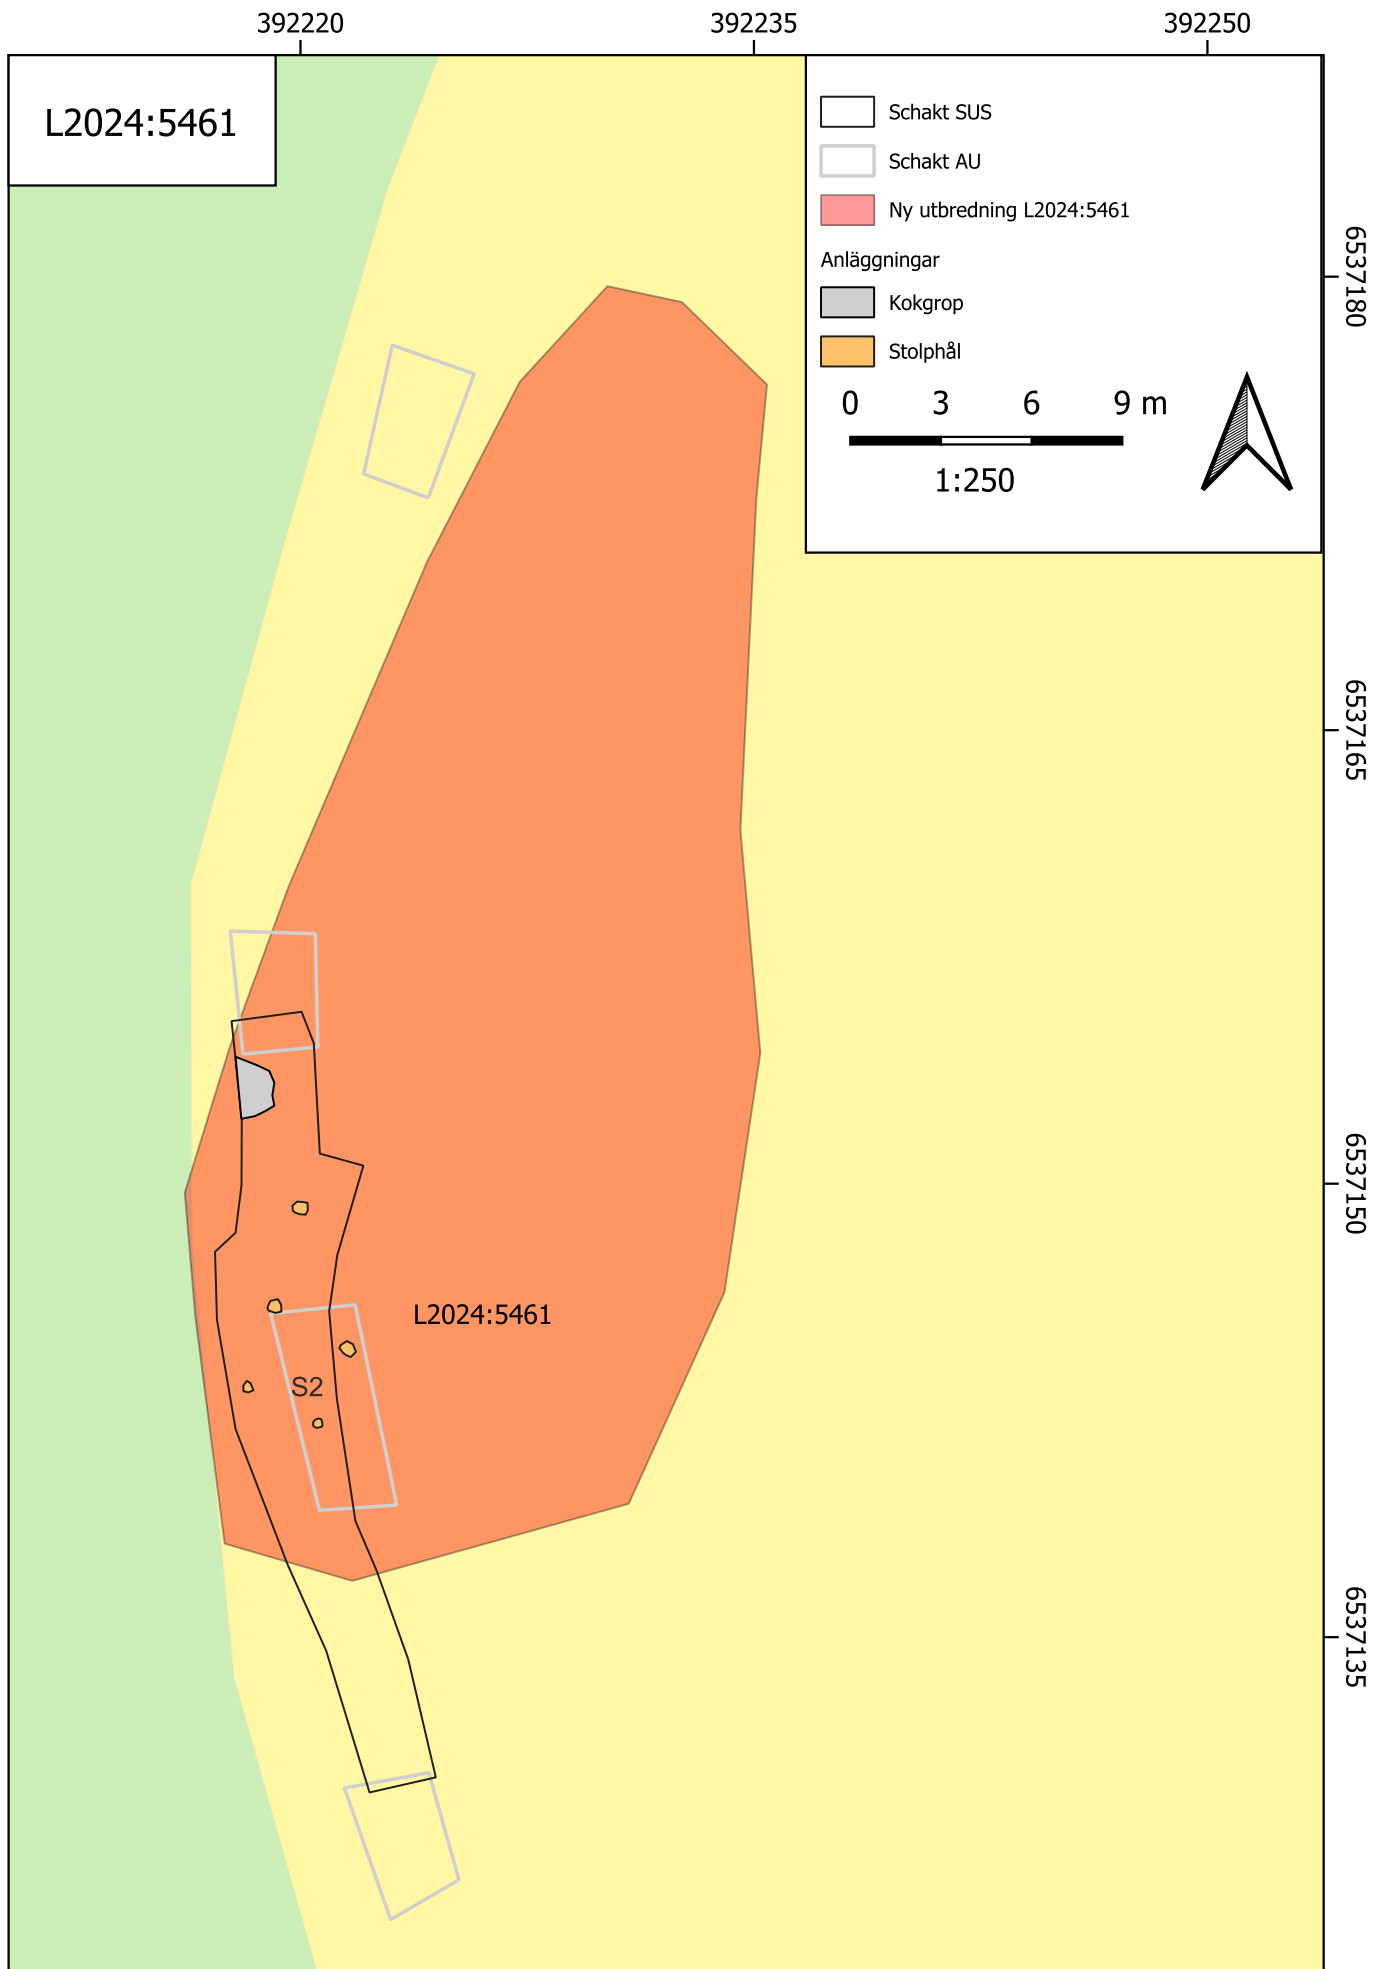 392220
392235
392250
L2024:5461
Schakt SUS
Schakt AU
Ny utbredning L2024:5461
Anläggningar
Kokgrop
Stolphål
0 3 6 9 m
1:250
6537180
6537165
6537150
L2024:5461
S2
6537135